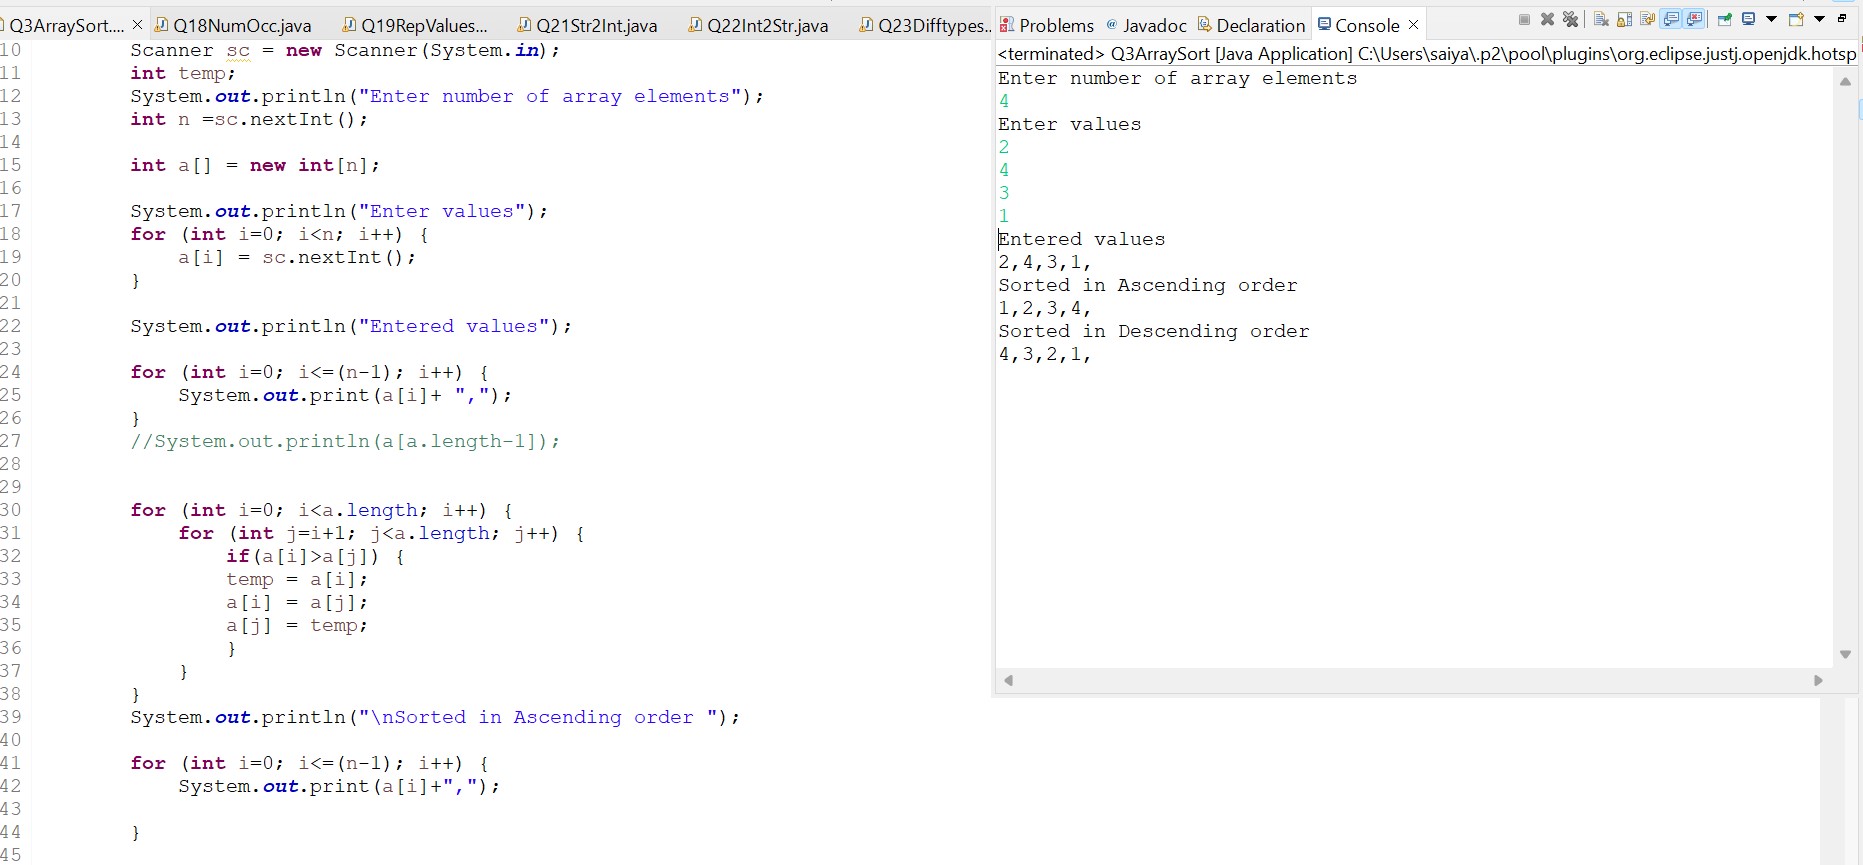 Q3ArraySort.... Q18NumOcc.java Q19RepValues... Q21Str2Int.java Q22Int2Str.java Q23Difftypes..
10 Scanner sc = new Scanner(System.in);
11 int temp;
12 System.out.println("Enter number of array elements");
13 int n =sc.nextInt();
14
15 int a[] = new int[n];
16
17 System.out.println("Enter values");
18 for (int i=0; i<n; i++) {
19 a[i] = sc.nextInt();
20 }
21
22 System.out.println("Entered values");
23
24 for (int i=0; i<=(n-1); i++) {
25 System.out.print(a[i]+ ",");
26 }
27 //System.out.println(a[a.length-1]);
28
29
30 for (int i=0; i<a.length; i++) {
31 for (int j=i+1; j<a.length; j++) {
32 if(a[i]>a[j]) {
33 temp = a[i];
34 a[i] = a[j];
35 a[j] = temp;
36 }
37 }
38 }
39 System.out.println("\nSorted in Ascending order ");
40
41 for (int i=0; i<=(n-1); i++) {
42 System.out.print(a[i]+",");
43
44 }
45
Problems @ Javadoc Declaration Console
<terminated> Q3ArraySort [Java Application] C:\Users\saiya\.p2\pool\plugins\org.eclipse.justj.openjdk.hotsp
Enter number of array elements
4
Enter values
2
4
3
1
Entered values
2,4,3,1,
Sorted in Ascending order
1,2,3,4,
Sorted in Descending order
4,3,2,1,